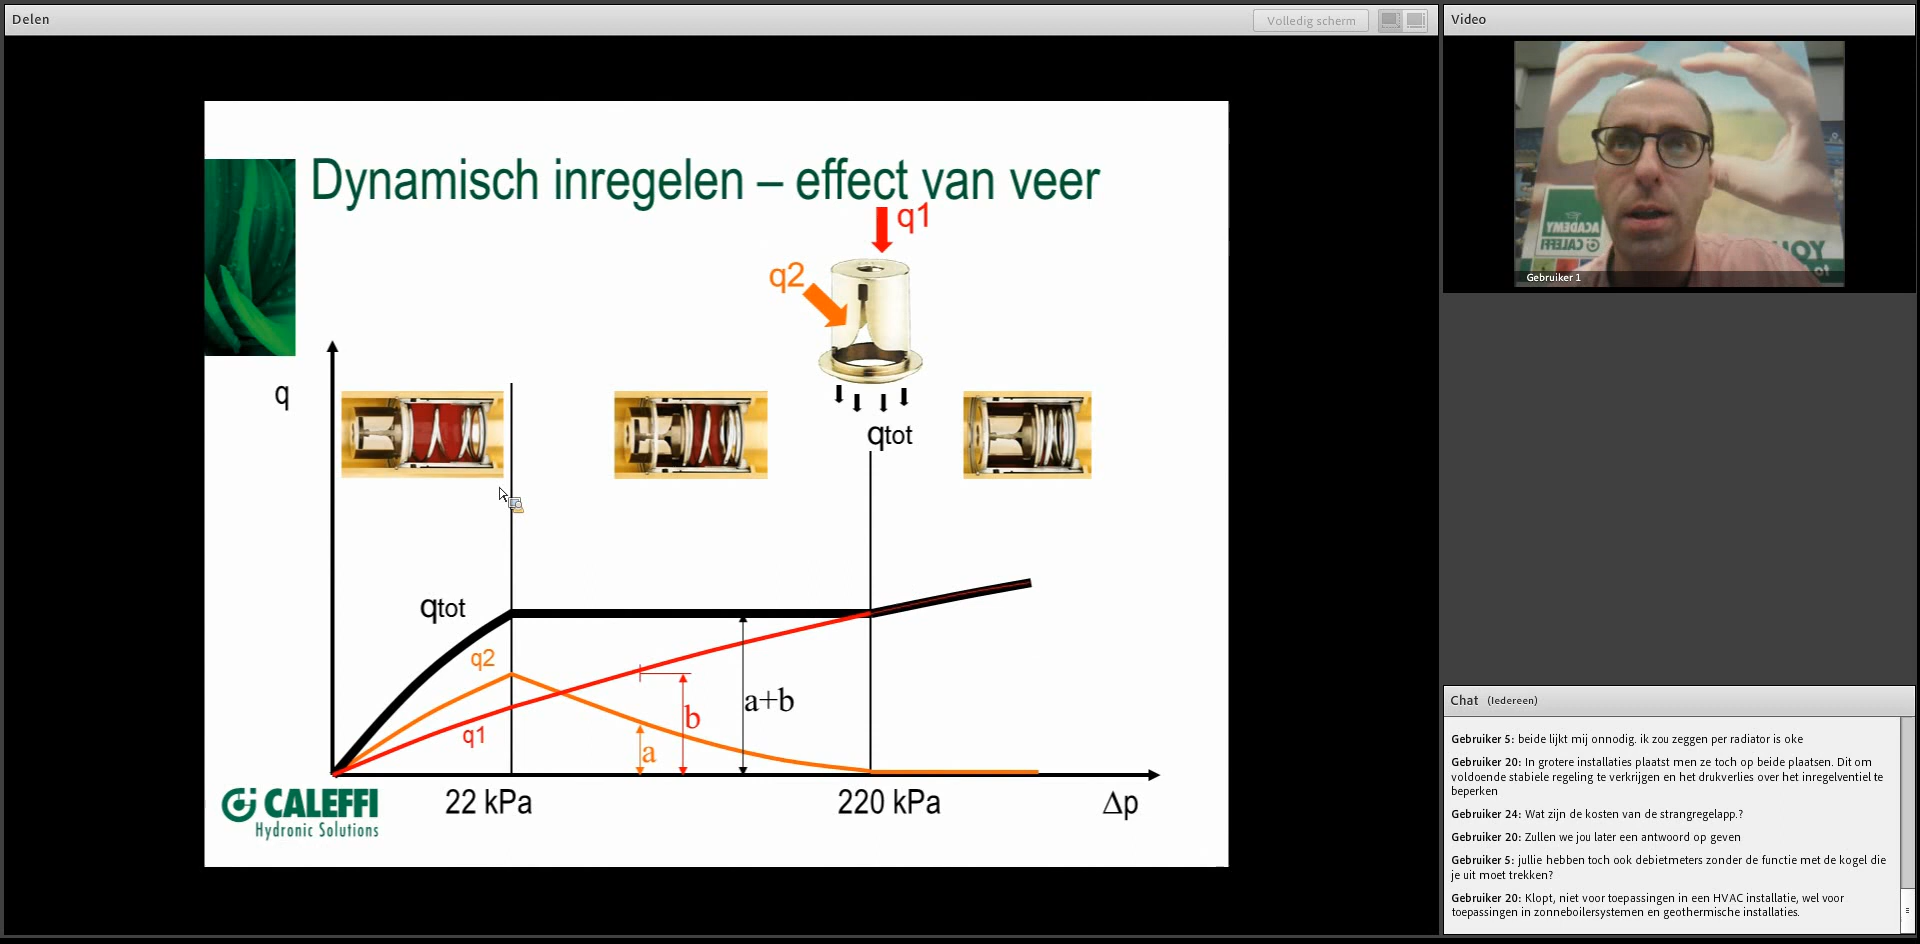 Delen
Volledig scherm
Video
Dynamisch inregelen – effect van veer
q1
q2
q
qtot
qtot
q2
q1
a
b
a+b
22 kPa
220 kPa
Δp
CALEFFI
Hydronic Solutions
ACADEMY
CALEFFI
YO
to
Gebruiker 1
Chat (Iedereen)
Gebruiker 5: beide lijkt mij onnodig. ik zou zeggen per radiator is oke
Gebruiker 20: In grotere installaties plaatst men ze toch op beide plaatsen. Dit om
voldoende stabiele regeling te verkrijgen en het drukverlies over het inregelventiel te
beperken
Gebruiker 24: Wat zijn de kosten van de strangregelapp.?
Gebruiker 20: Zullen we jou later een antwoord op geven
Gebruiker 5: jullie hebben toch ook debietmeters zonder de functie met de kogel die
je uit moet trekken?
Gebruiker 20: Klopt, niet voor toepassingen in een HVAC installatie, wel voor
toepassingen in zonneboilersystemen en geothermische installaties.